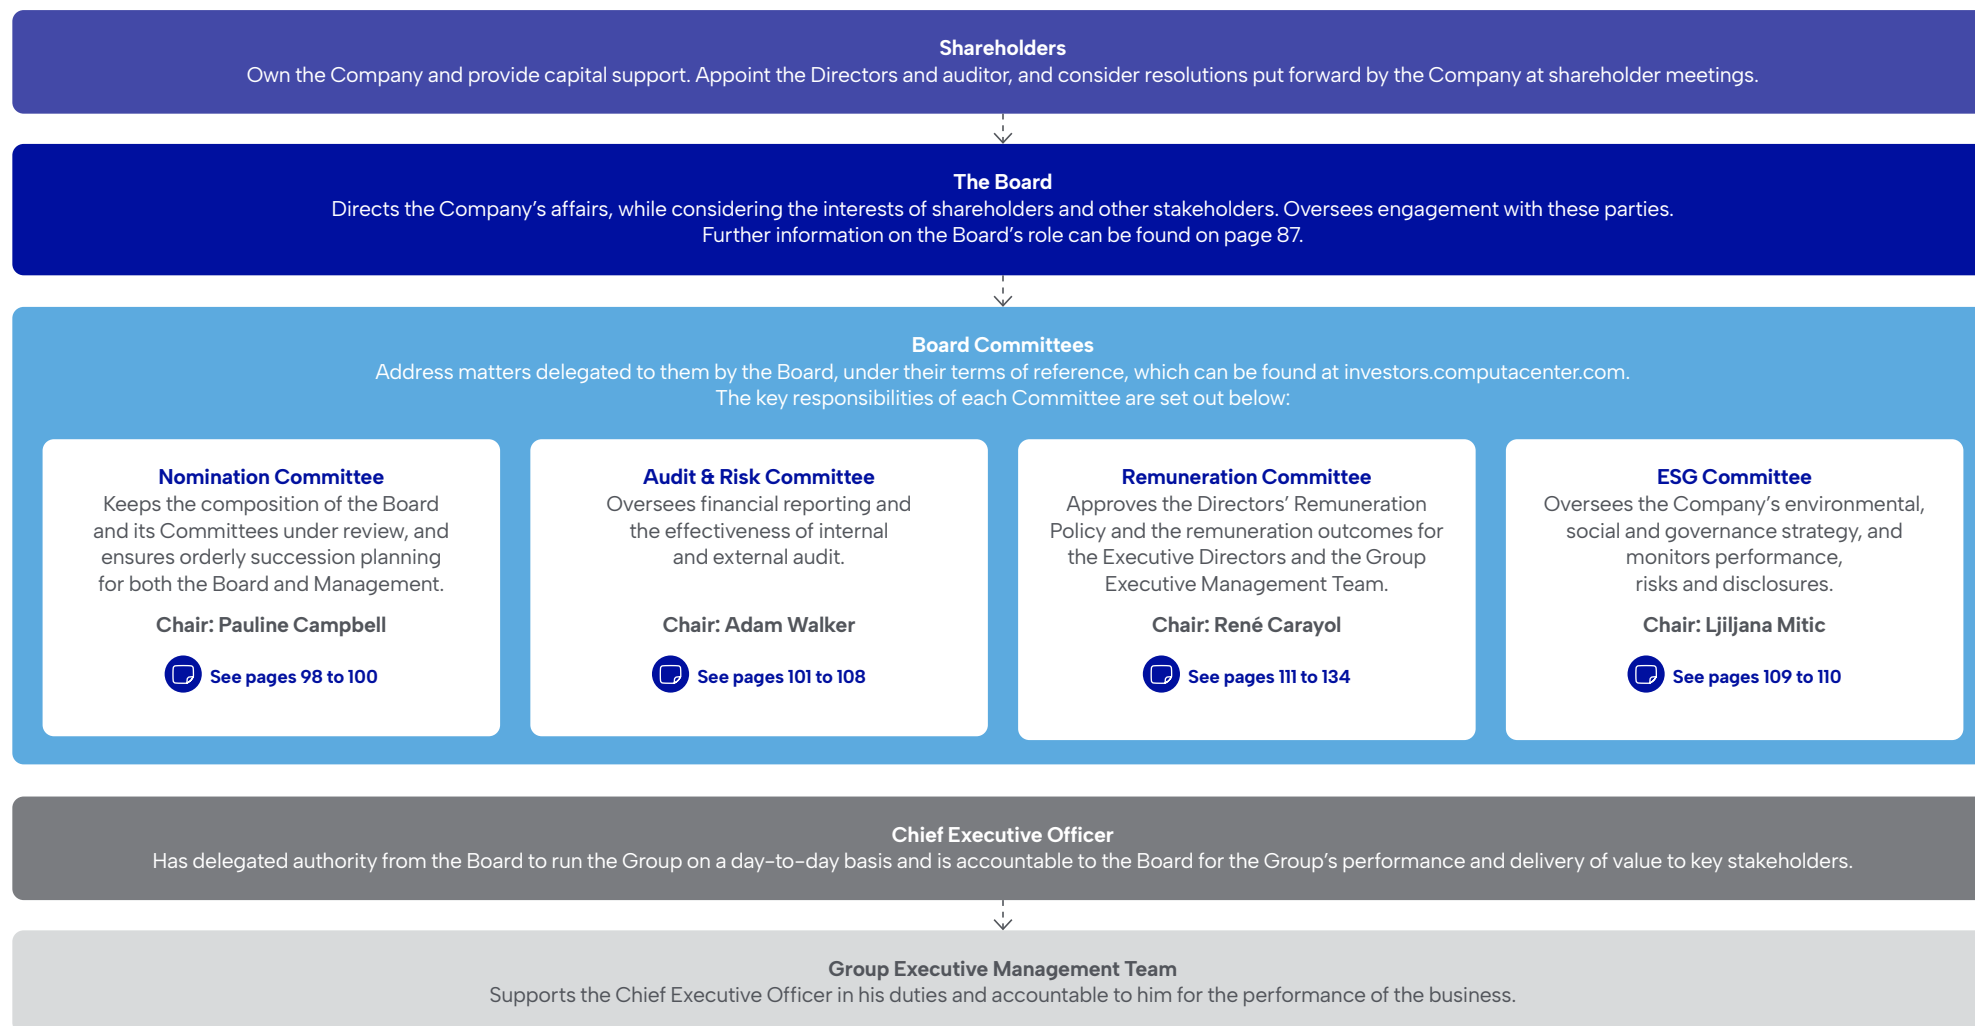 Shareholders
Own the Company and provide capital support. Appoint the Directors and auditor, and consider resolutions put forward by the Company at shareholder meetings.
The Board
Directs the Company’s affairs, while considering the interests of shareholders and other stakeholders. Oversees engagement with these parties.
Further information on the Board’s role can be found on page 87.
Board Committees
Address matters delegated to them by the Board, under their terms of reference, which can be found at investors.computacenter.com.
The key responsibilities of each Committee are set out below:
Nomination Committee
Keeps the composition of the Board
and its Committees under review, and
ensures orderly succession planning
for both the Board and Management.
Chair: Pauline Campbell
See pages 98 to 100
Audit & Risk Committee
Oversees financial reporting and
the effectiveness of internal
and external audit.
Chair: Adam Walker
See pages 101 to 108
Remuneration Committee
Approves the Directors’ Remuneration
Policy and the remuneration outcomes for
the Executive Directors and the Group
Executive Management Team.
Chair: René Carayol
See pages 111 to 134
ESG Committee
Oversees the Company’s environmental,
social and governance strategy, and
monitors performance,
risks and disclosures.
Chair: Ljiljana Mitic
See pages 109 to 110
Chief Executive Officer
Has delegated authority from the Board to run the Group on a day-to-day basis and is accountable to the Board for the Group’s performance and delivery of value to key stakeholders.
Group Executive Management Team
Supports the Chief Executive Officer in his duties and accountable to him for the performance of the business.